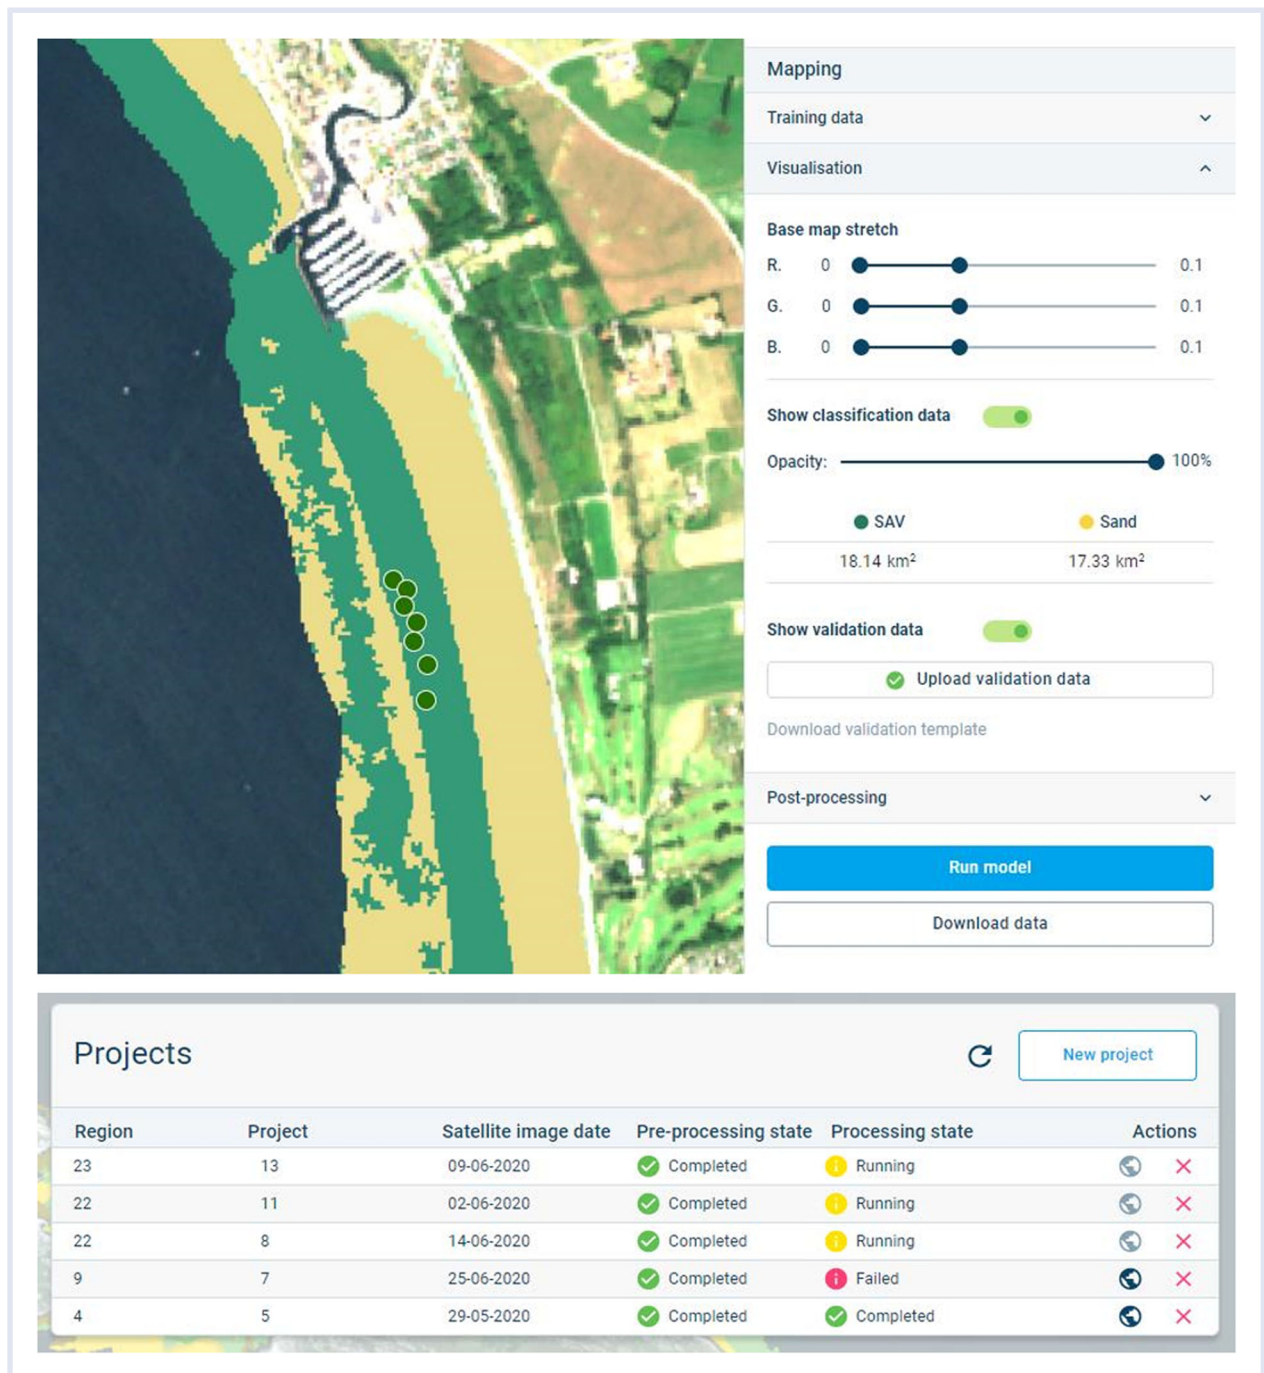 Mapping
Training data
Visualisation
Base map stretch
R. 0 0.1
G. 0 0.1
B. 0 0.1
Show classification data
Opacity: 100%
SAV Sand
18.14 km² 17.33 km²
Show validation data
Upload validation data
Download validation template
Post-processing
Run model
Download data
Projects New project
Region Project Satellite image date Pre-processing state Processing state Actions
23 13 09-06-2020 Completed Running
22 11 02-06-2020 Completed Running
22 8 14-06-2020 Completed Running
9 7 25-06-2020 Completed Failed
4 5 29-05-2020 Completed Completed